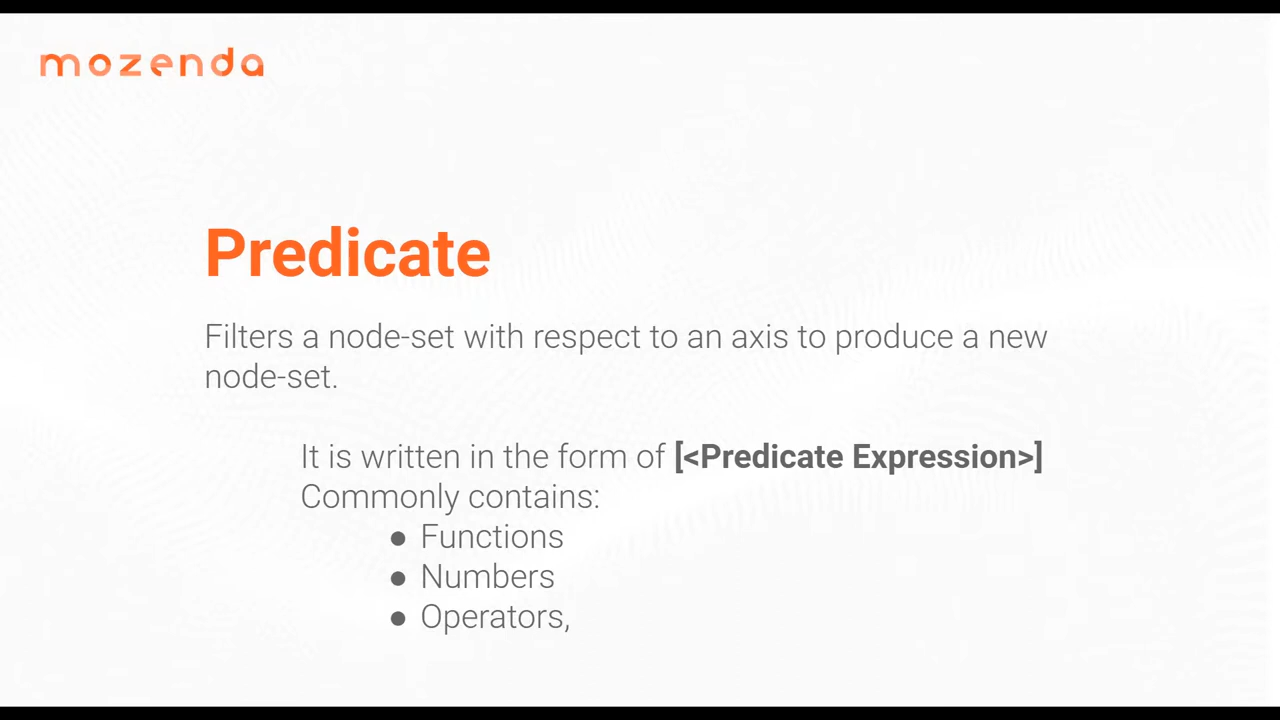 mozenda
Predicate
Filters a node-set with respect to an axis to produce a new
node-set.
It is written in the form of [<Predicate Expression>]
Commonly contains:
● Functions
● Numbers
● Operators,